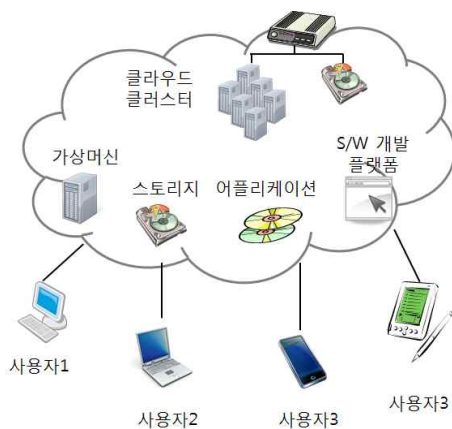 클라우드
클러스터
S/W 개발
플랫폼
가상머신
스토리지
어플리케이션
사용자1
사용자2
사용자3
사용자3